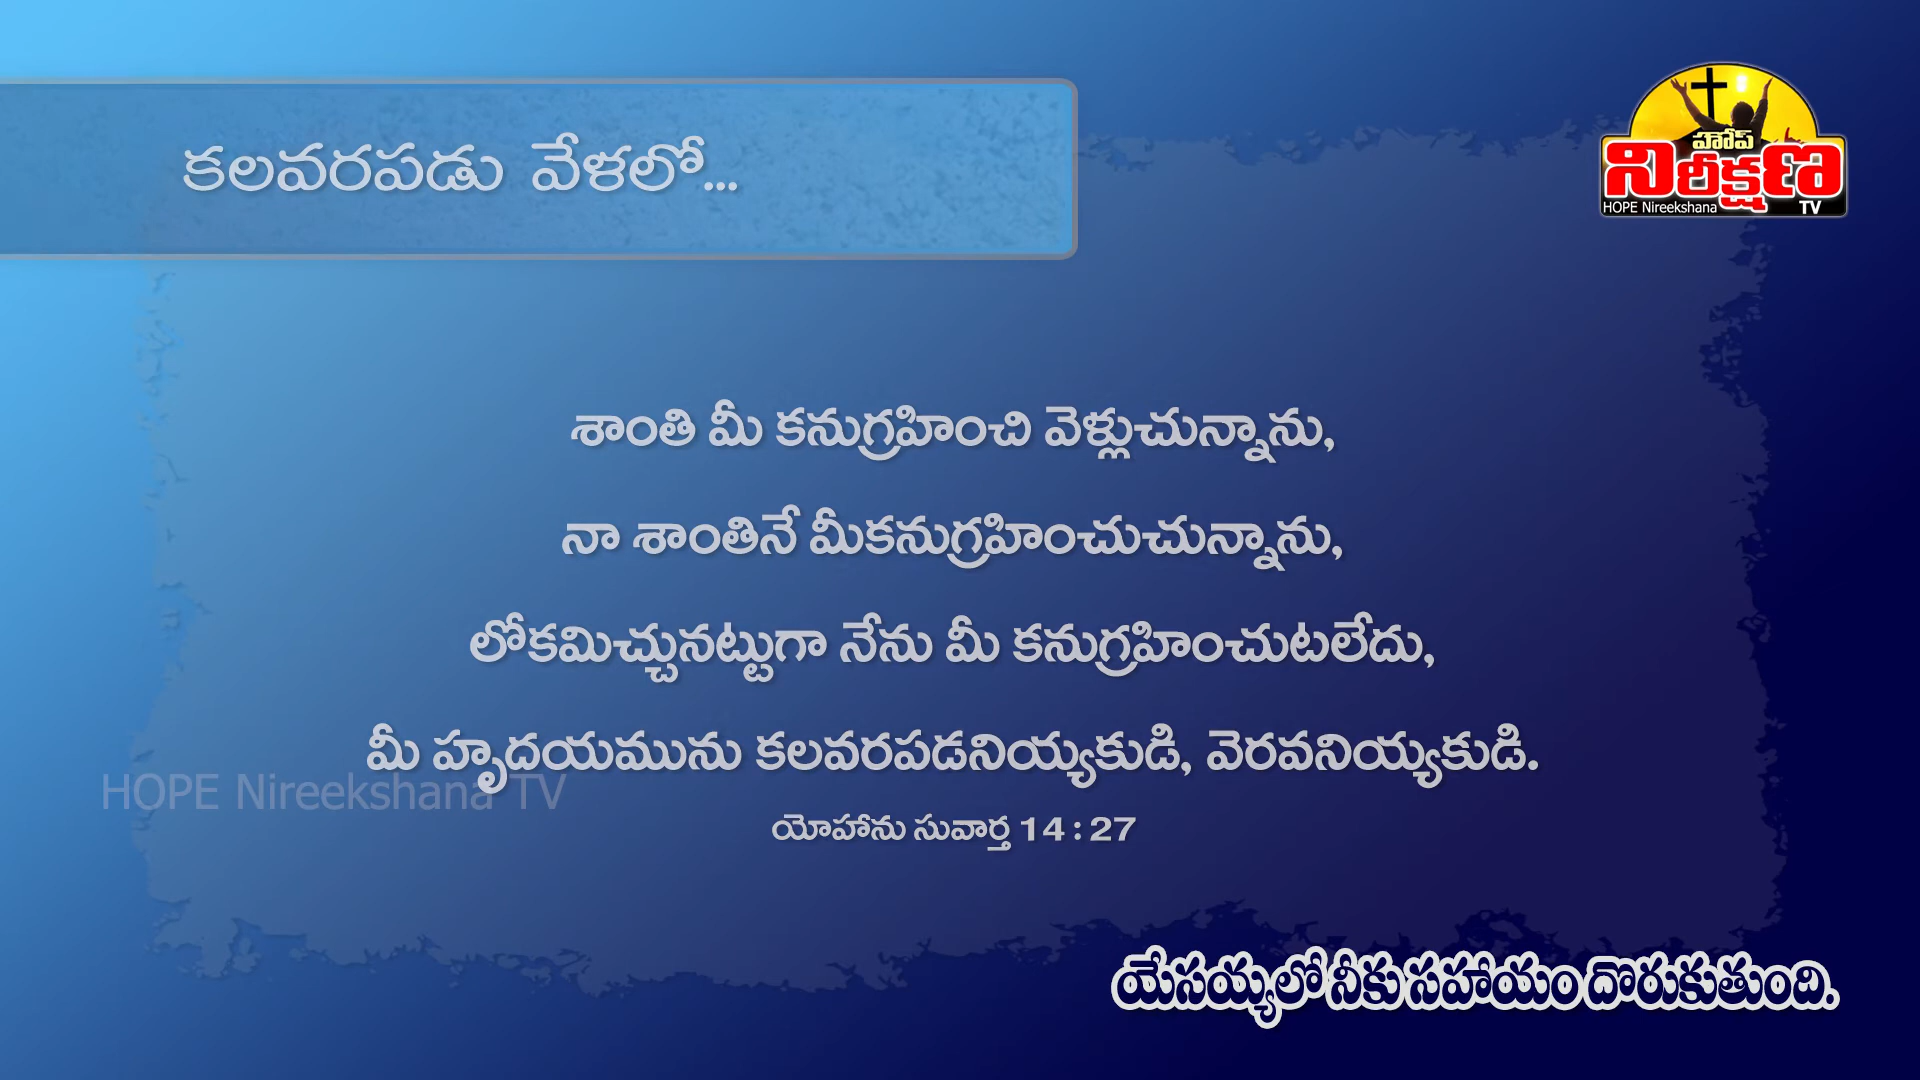 కలవరపడు వేళలో...
హోప్
నిరీక్షణ
HOPE Nireekshana TV
శాంతి మీ కనుగ్రహించి వెళ్లుచున్నాను,
నా శాంతినే మీకనుగ్రహించుచున్నాను,
లోకమిచ్చునట్టుగా నేను మీ కనుగ్రహించుటలేదు,
మీ హృదయమును కలవరపడనియ్యకుడి, వెరవనియ్యకుడి.
HOPE Nireekshana TV
యోహాను సువార్త 14 : 27
యేసయ్యలో నీకు సహాయం దొరుకుతుంది.